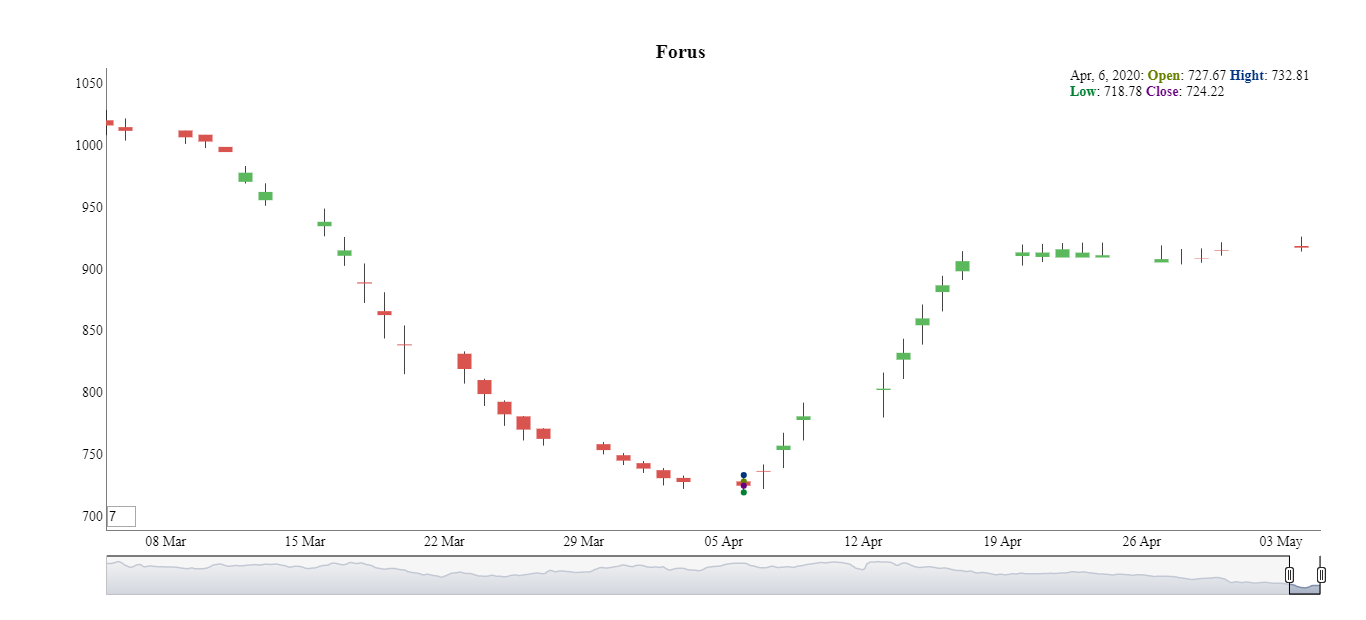 Forus
Apr, 6, 2020: Open: 727.67 Hight: 732.81
Low: 718.78 Close: 724.22
1050
1000
950
900
850
800
750
700
7
08 Mar 15 Mar 22 Mar 29 Mar 05 Apr 12 Apr 19 Apr 26 Apr 03 May